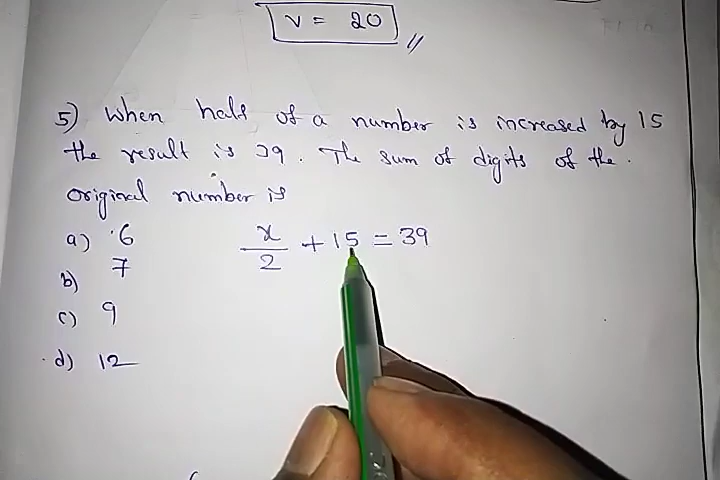 v = 20
5) When half of a number is increased by 15
the result is 39. The sum of digits of the.
original number is
a) 6
x/2 + 15 = 39
b) 7
c) 9
d) 12